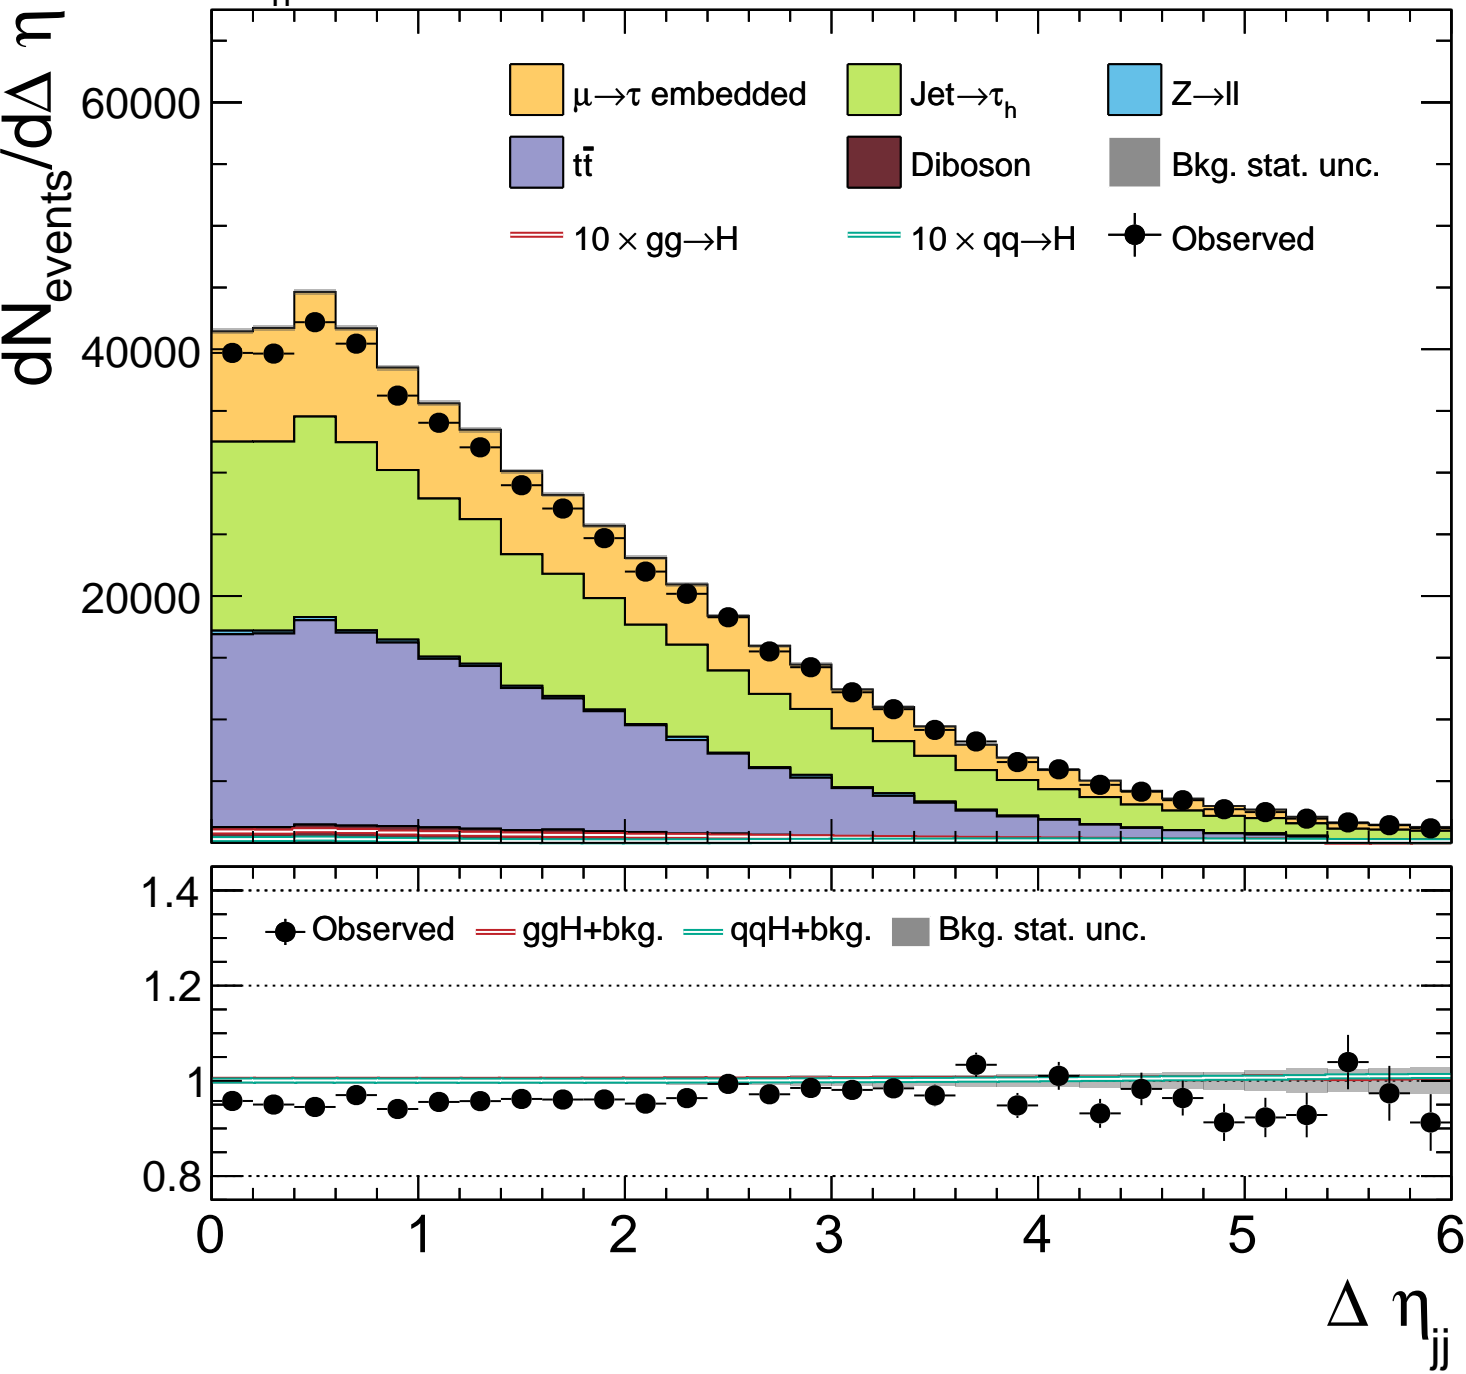 dN_events/dΔ η
60000
40000
20000
μ→τ embedded
Jet→τ_h
Z→ll
tt̄
Diboson
Bkg. stat. unc.
10 × gg→H
10 × qq→H
Observed
1.4
1.2
1
0.8
Observed
ggH+bkg.
qqH+bkg.
Bkg. stat. unc.
0 1 2 3 4 5 6
Δ η_jj